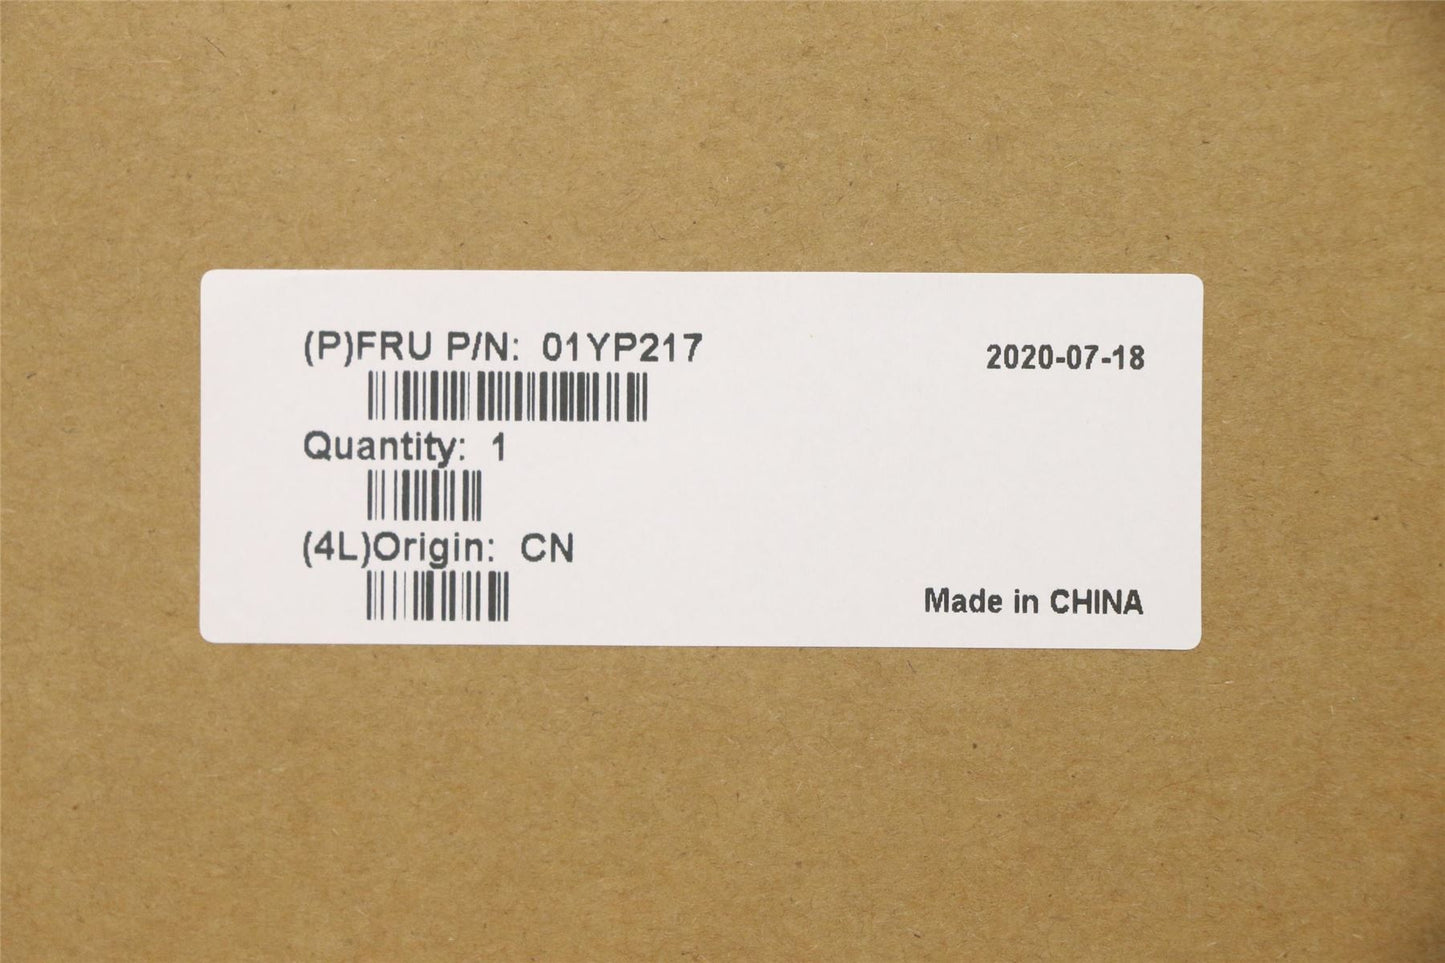 (P)FRU P/N: 01YP217
2020-07-18
Quantity: 1
(4L)Origin: CN
Made in CHINA